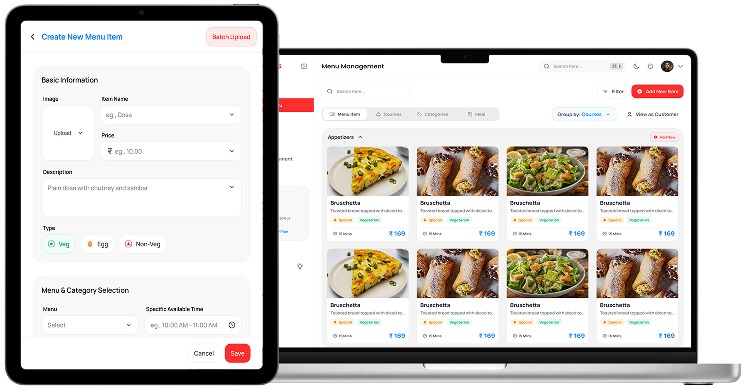 Create New Menu Item
Batch Upload
Basic Information
Image
Item Name
Upload
eg., Dosa
Price
₹ eg., 10.00
Description
Plain dosa with chutney and sambar
Type
Veg
Egg
Non-Veg
Menu & Category Selection
Menu
Specific Available Time
Select
eg., 10:00 AM - 11:00 AM
Cancel
Save
Menu Management
Search here...
Search here...
Filter
Add New Item
Menu Item
Courses
Categories
Meal
Group by: Courses
View as Customer
Appetizers
Add New
Bruschetta
Toasted bread topped with diced to...
Special
Vegetarian
15 Mins
₹ 169
Bruschetta
Toasted bread topped with diced to...
Special
Vegetarian
15 Mins
₹ 169
Bruschetta
Toasted bread topped with diced to...
Special
Vegetarian
15 Mins
₹ 169
Bruschetta
Toasted bread topped with diced to...
Special
Vegetarian
15 Mins
₹ 169
Bruschetta
Toasted bread topped with diced to...
Special
Vegetarian
15 Mins
₹ 169
Bruschetta
Toasted bread topped with diced to...
Special
Vegetarian
15 Mins
₹ 169
Bruschetta
Toasted bread topped with diced to...
Special
Vegetarian
15 Mins
₹ 169
Bruschetta
Toasted bread topped with diced to...
Special
Vegetarian
15 Mins
₹ 169